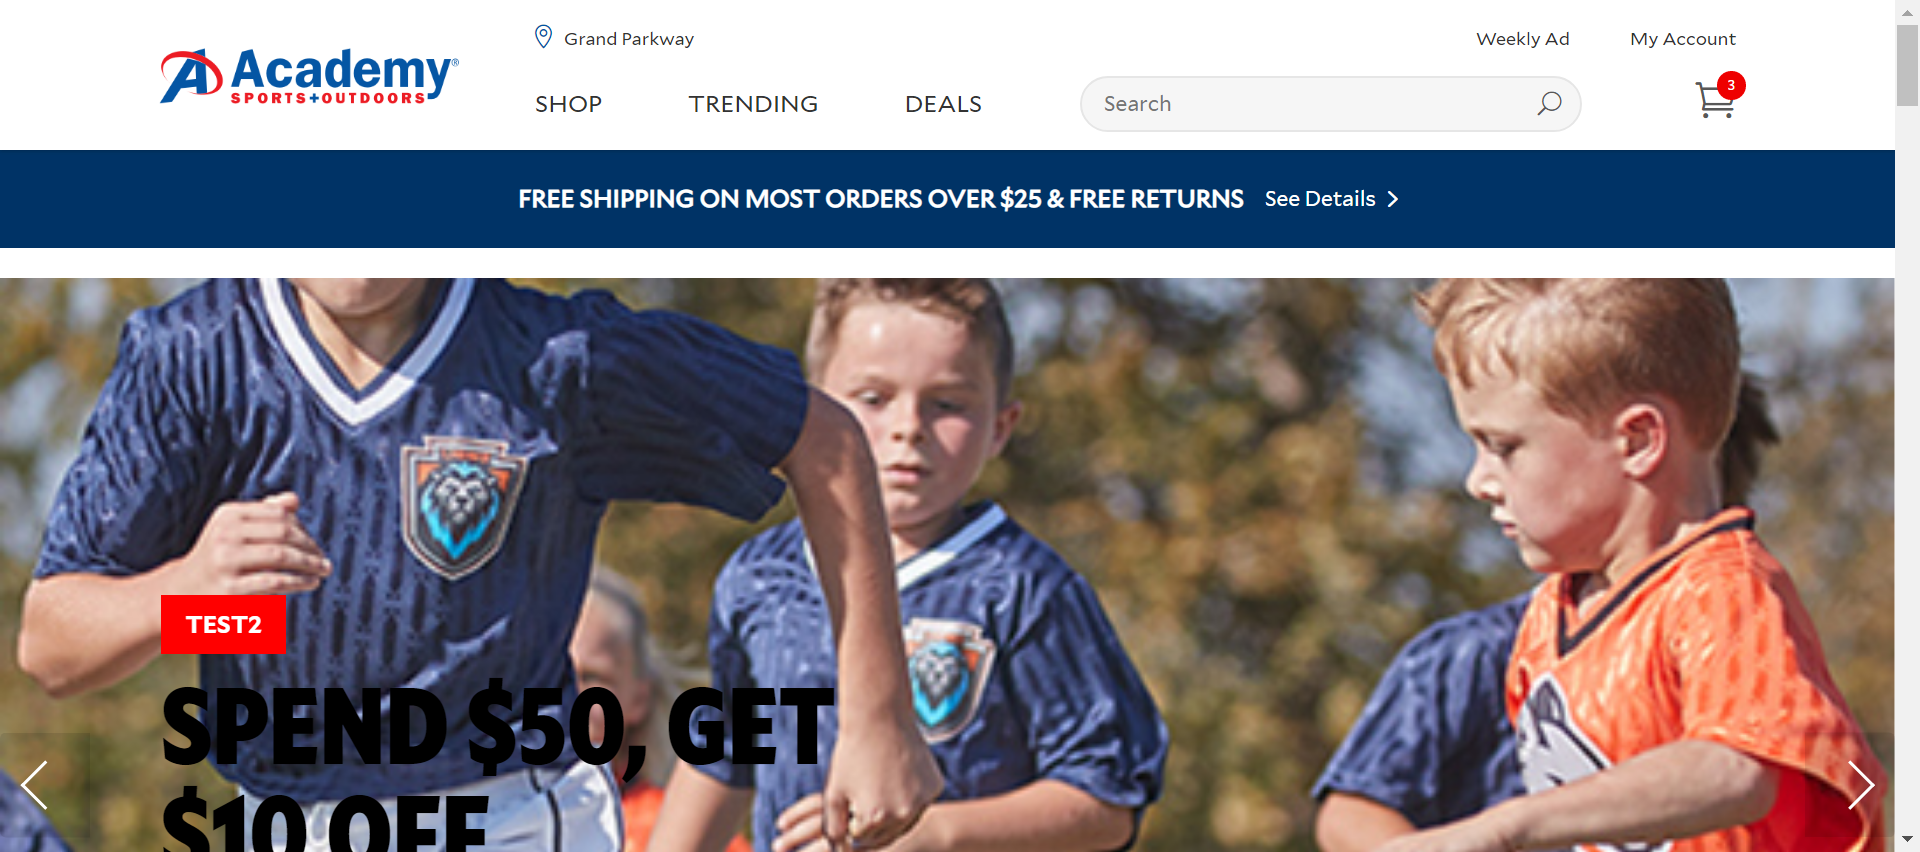 Grand Parkway
Weekly Ad
My Account
Academy®
SPORTS+OUTDOORS
SHOP
TRENDING
DEALS
Search
3
FREE SHIPPING ON MOST ORDERS OVER $25 & FREE RETURNS See Details
TEST2
SPEND $50, GET
$10 OFF